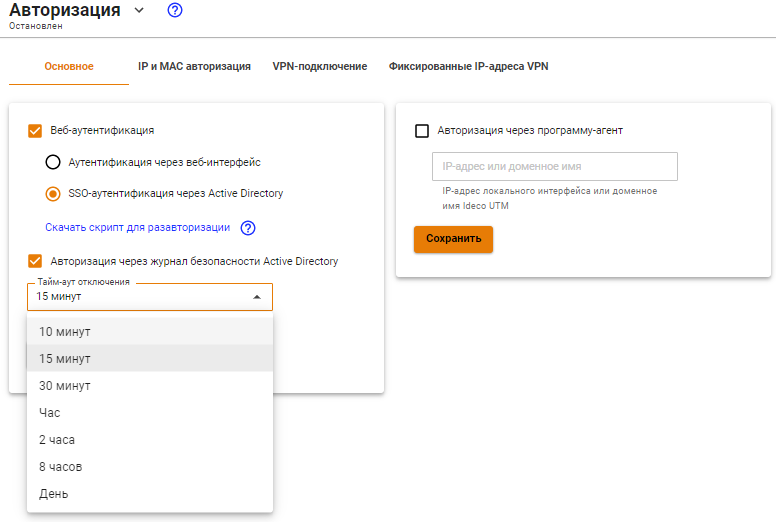 Авторизация
Остановлен
Основное
IP и MAC авторизация
VPN-подключение
Фиксированные IP-адреса VPN
Веб-аутентификация
Аутентификация через веб-интерфейс
SSO-аутентификация через Active Directory
Скачать скрипт для разавторизации
Авторизация через журнал безопасности Active Directory
Тайм-аут отключения
15 минут
10 минут
15 минут
30 минут
Час
2 часа
8 часов
День
Авторизация через программу-агент
IP-адрес или доменное имя
IP-адрес локального интерфейса или доменное
имя Ideco UTM
Сохранить